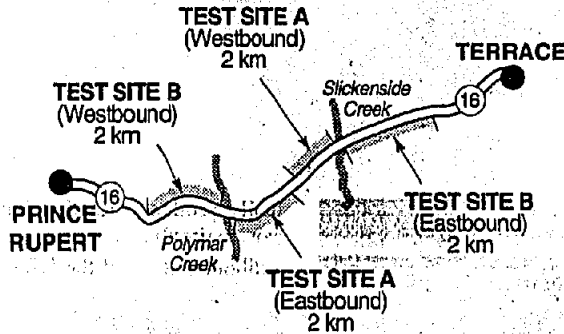 TEST SITE A
(Westbound)
2 km
TERRACE
Slickenside
Creek
16
TEST SITE B
(Westbound)
2 km
16
PRINCE
RUPERT
Polymar
Creek
TEST SITE B
(Eastbound)
2 km
TEST SITE A
(Eastbound)
2 km